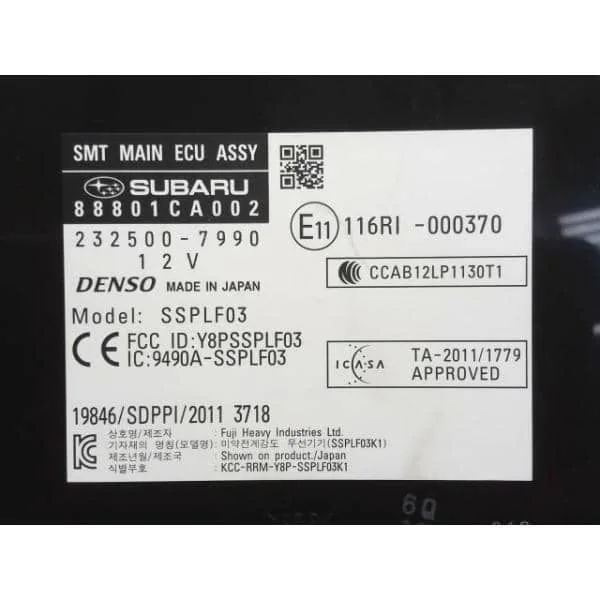 SMT MAIN ECU ASSY
SUBARU
88801CA002
232500-7990
12V
DENSO MADE IN JAPAN
E11 116RI -000370
CCAB12LP1130T1
Model: SSPLF03
CE FCC ID:Y8PSSPLF03
IC:9490A-SSPLF03
ICASA TA-2011/1779
APPROVED
19846/SDPPI/2011 3718
상호명/제조자 : Fuji Heavy Industries Ltd.
기자재의 명칭(모델명): 미약전계강도 무선기기(SSPLF03K1)
제조년월/제조국 : Shown on product./Japan
식별부호 : KCC-RRM-Y8P-SSPLF03K1